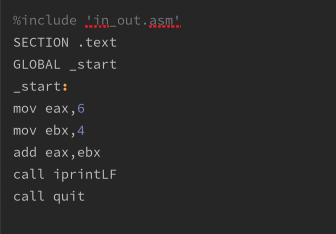 %include 'in_out.asm'
SECTION .text
GLOBAL _start
_start:
mov eax,6
mov ebx,4
add eax,ebx
call iprintLF
call quit